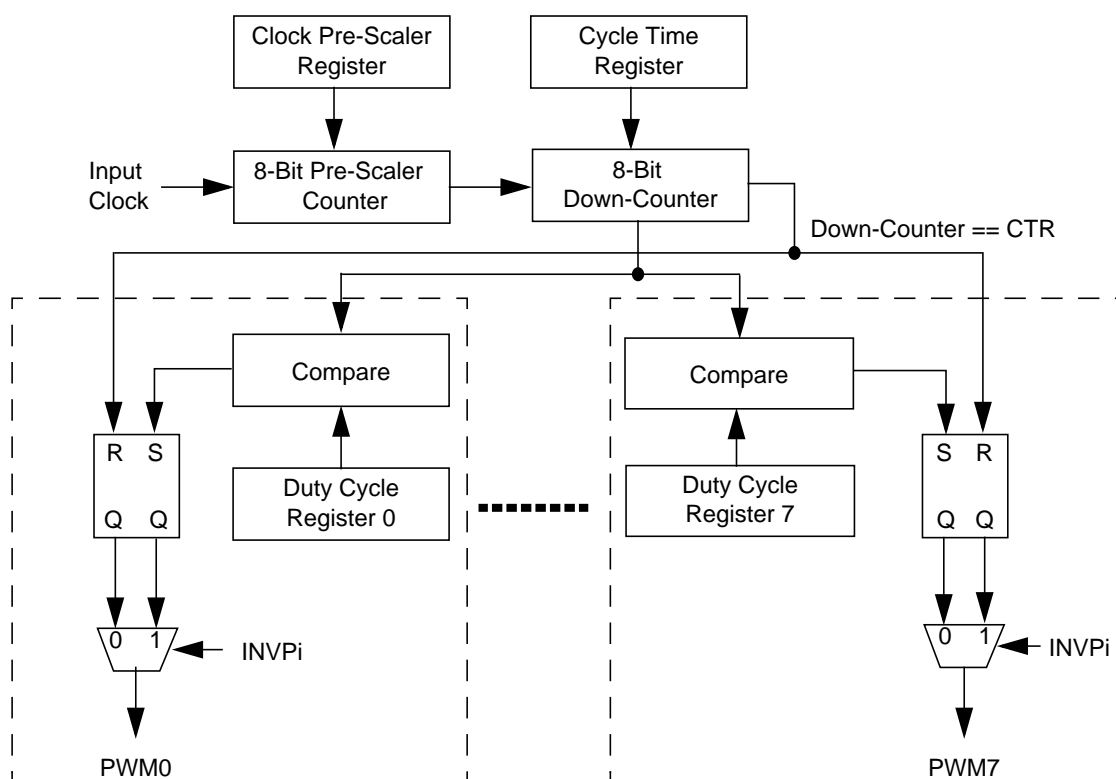 Clock Pre-Scaler
Register
Cycle Time
Register
Input
Clock
8-Bit Pre-Scaler
Counter
8-Bit
Down-Counter
Down-Counter == CTR
Compare
Compare
R S
Q Q
Duty Cycle
Register 0
Duty Cycle
Register 7
S R
Q Q
0 1
INVPi
0 1
INVPi
PWM0
PWM7